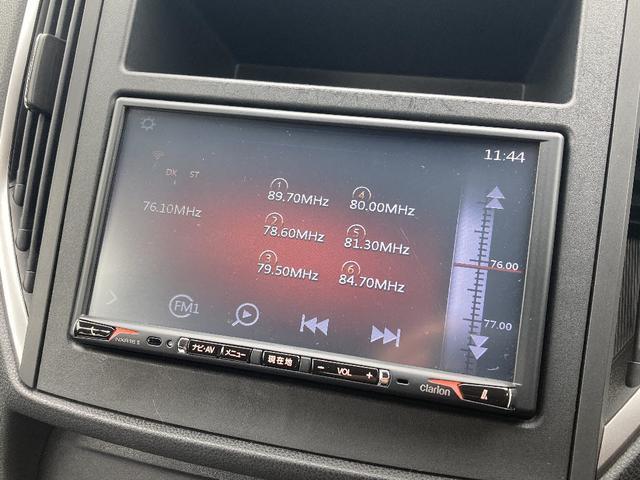 11:44
DX ST
76.10MHz
1 89.70MHz
4 80.00MHz
2 78.60MHz
5 81.30MHz
3 79.50MHz
6 84.70MHz
76.00
77.00
FM1
NXR16
ナビ・AV
メニュー
現在地
- VOL +
clarion